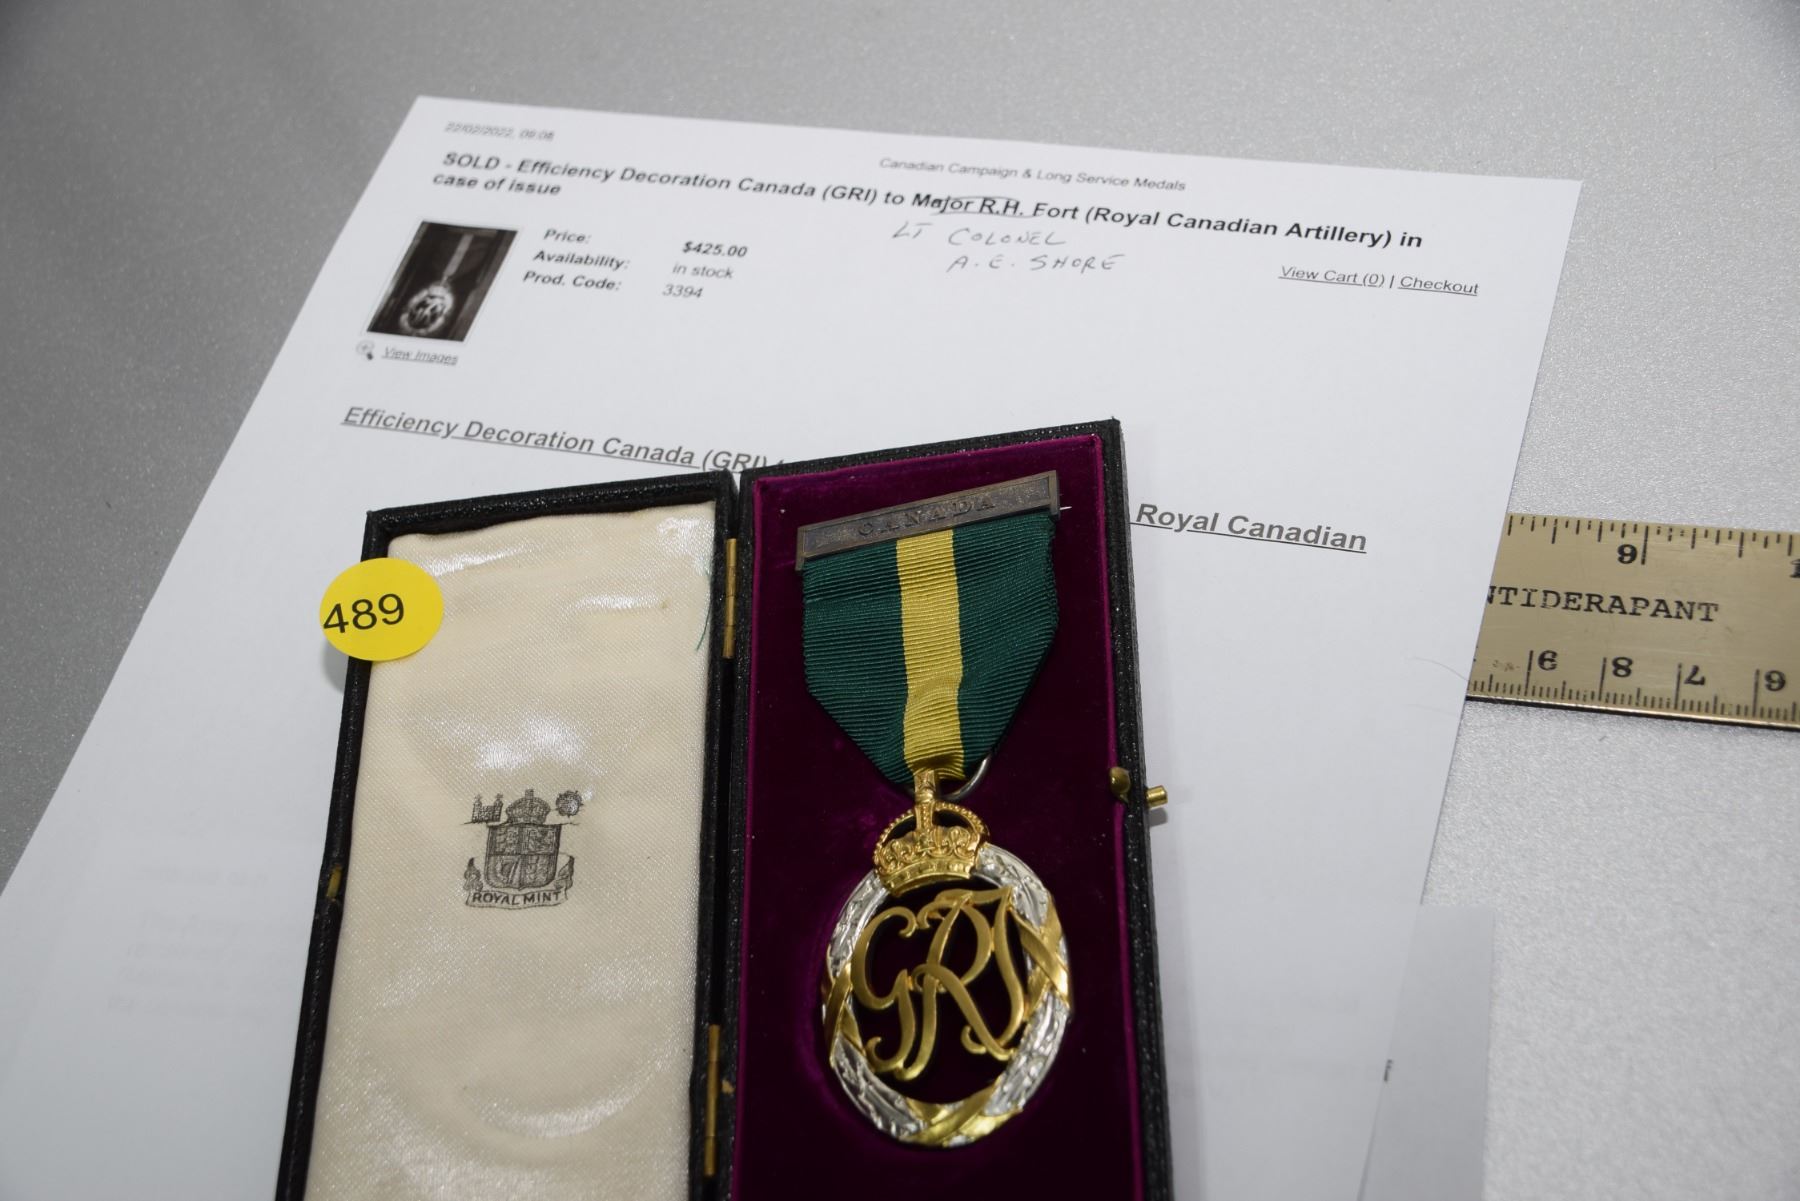 22/02/2022, 09:08
Canadian Campaign & Long Service Medals
SOLD - Efficiency Decoration Canada (GRI) to Major R.H. Fort (Royal Canadian Artillery) in
case of issue
LT COLONEL
A. E. SHORE
Price: $425.00
Availability: in stock
Prod. Code: 3394
View Cart (0) | Checkout
View Images
Efficiency Decoration Canada (GRI)
Royal Canadian
CANADA
489
ROYAL MINT
GRI
9
NTIDERAPANT
9 8 7 6